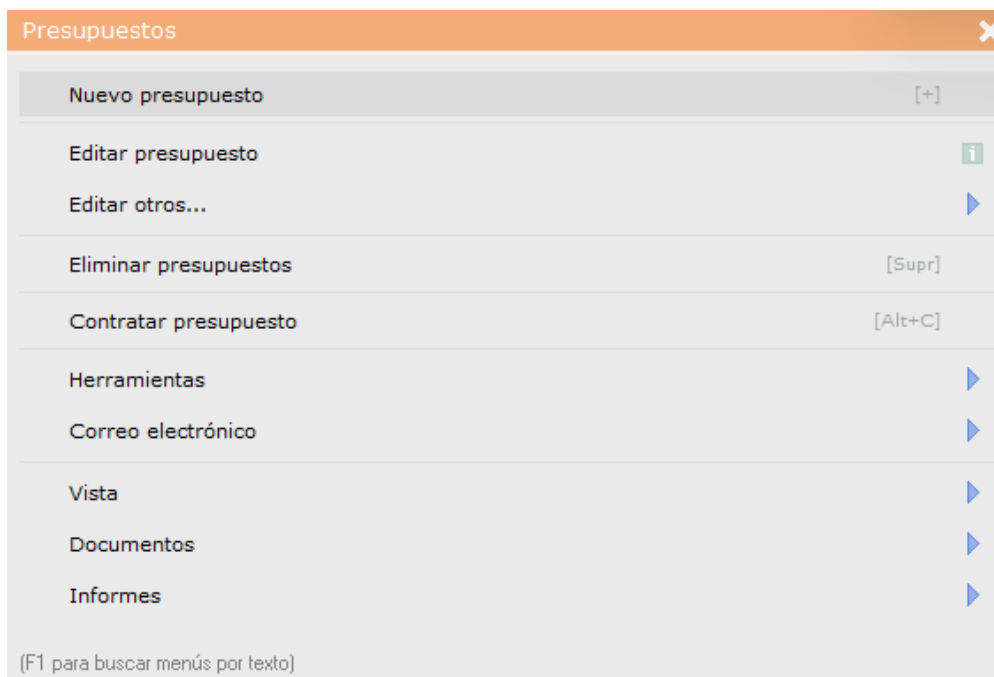 Presupuestos
Nuevo presupuesto [+]
Editar presupuesto i
Editar otros...
Eliminar presupuestos [Supr]
Contratar presupuesto [Alt+C]
Herramientas
Correo electrónico
Vista
Documentos
Informes
(F1 para buscar menús por texto)